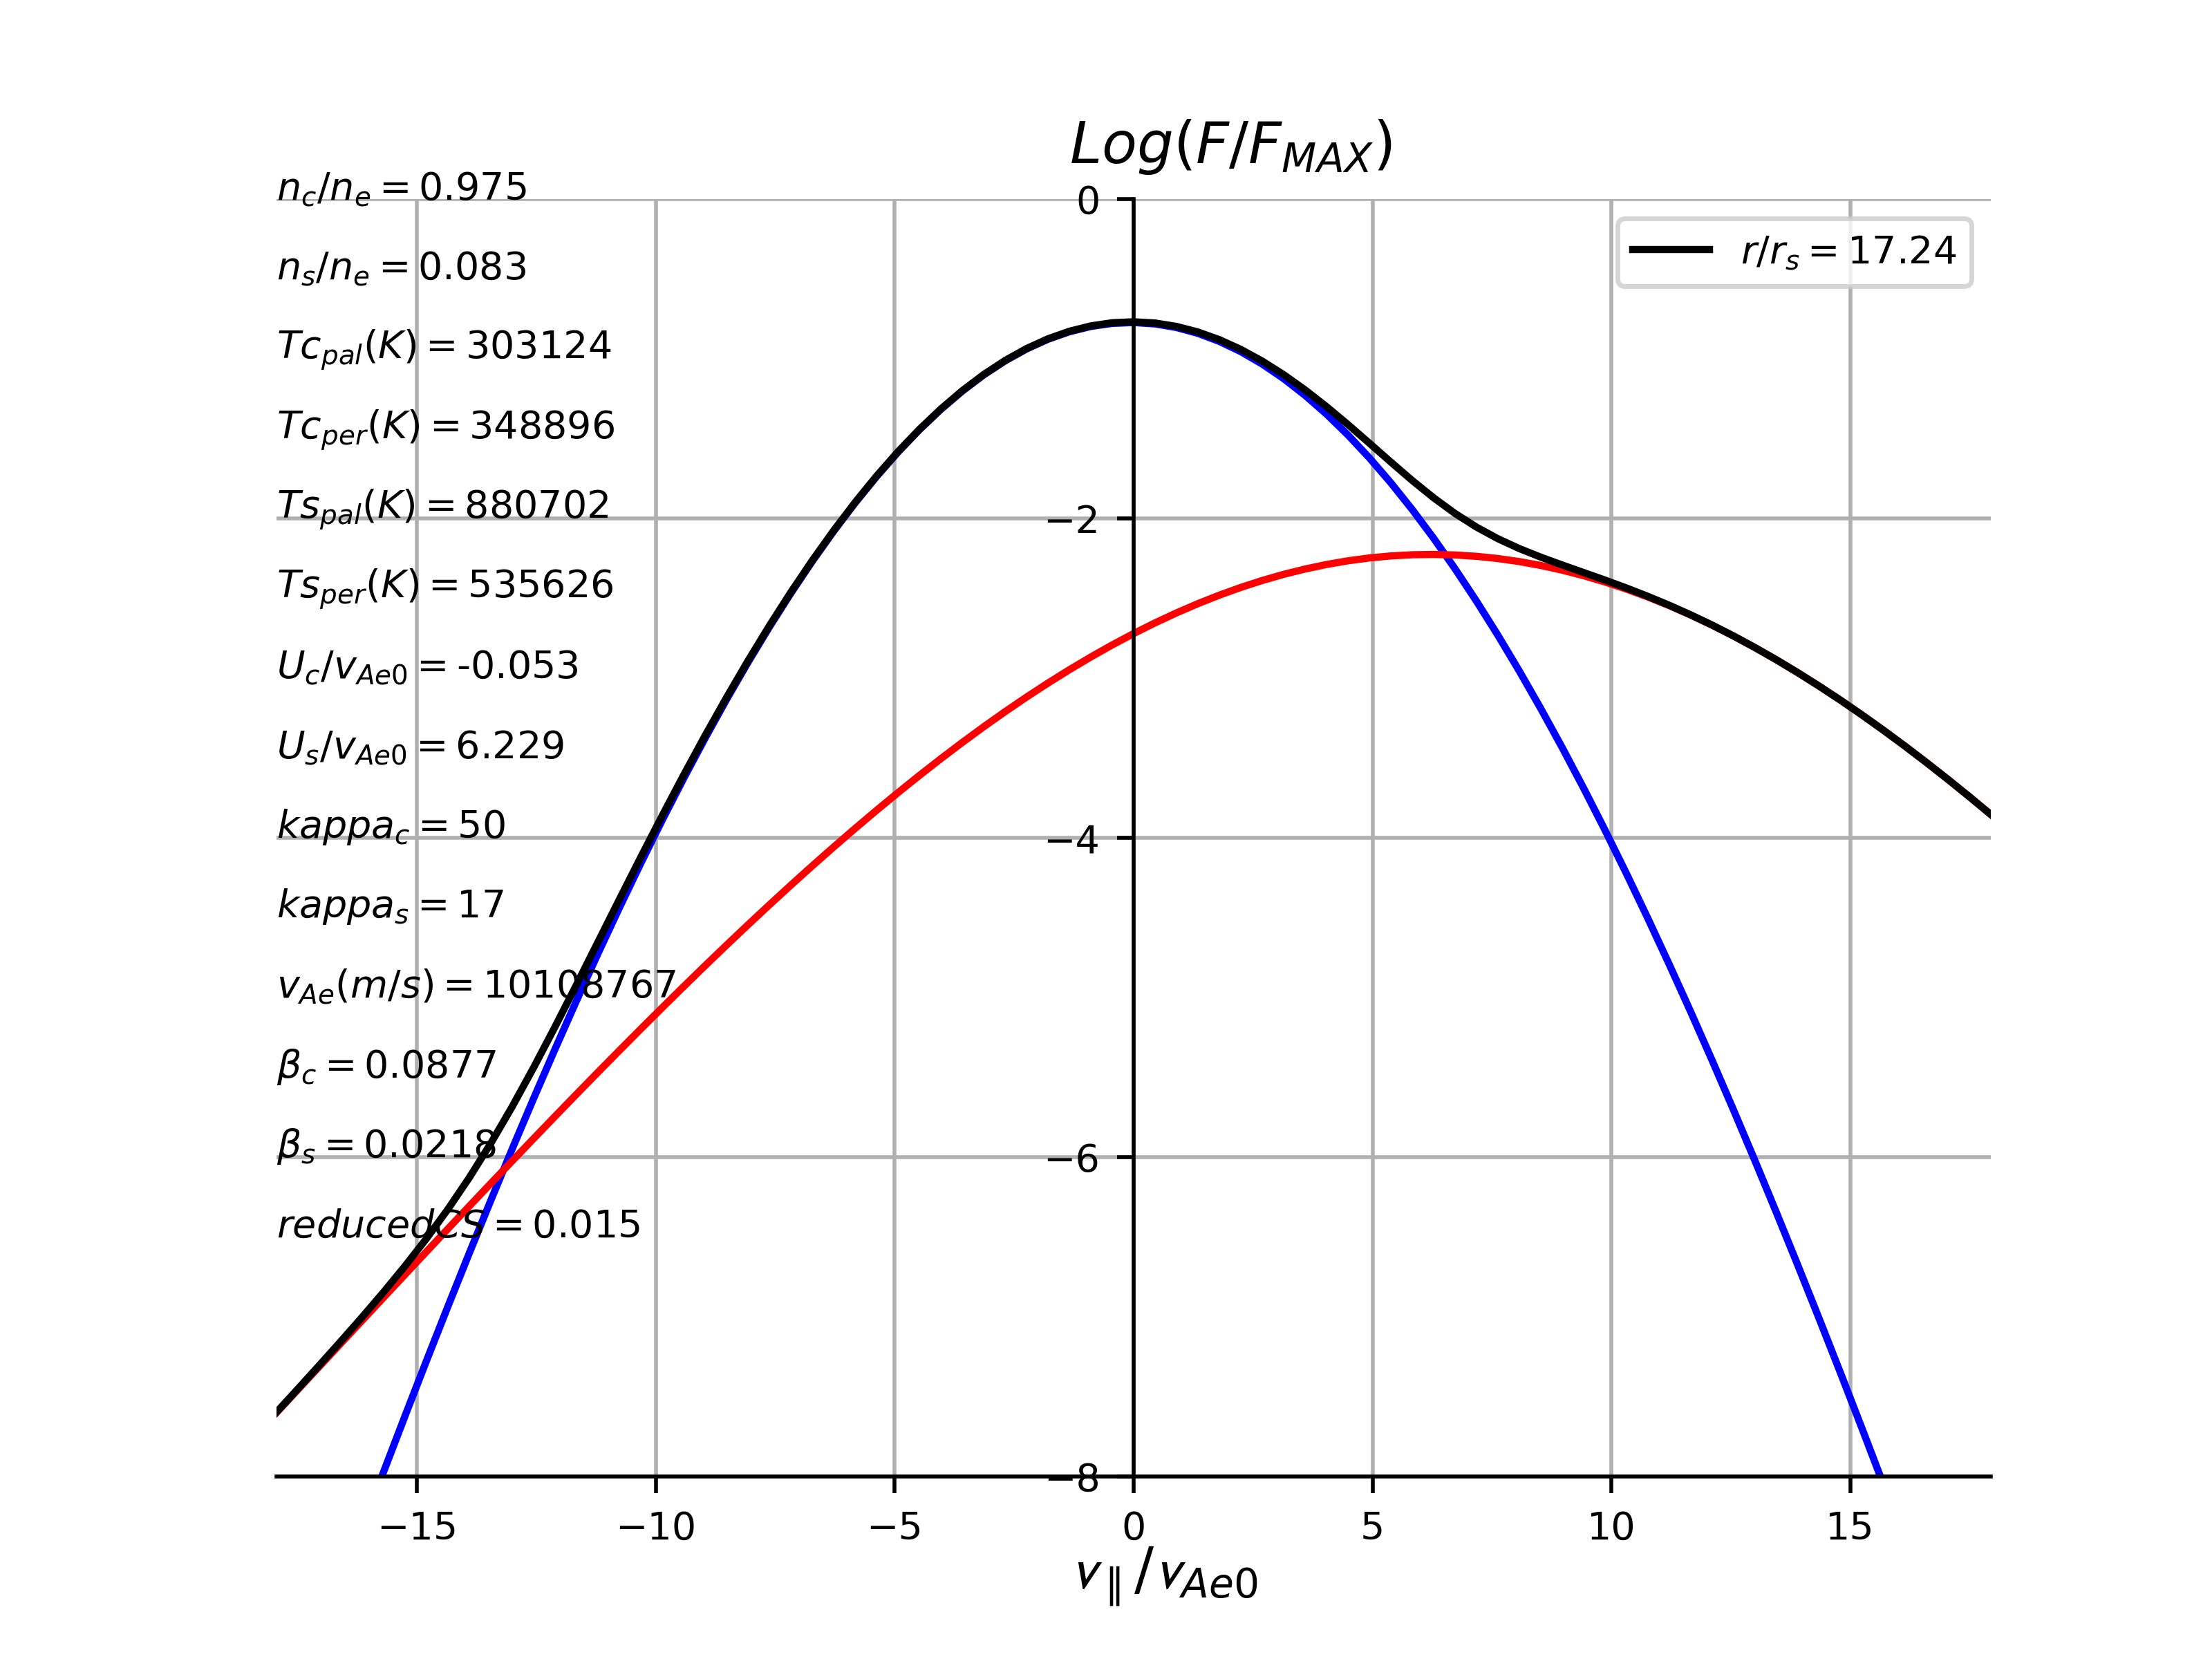 Log(F/F_MAX)
n_c/n_e = 0.975
n_s/n_e = 0.083
Tc_pal(K) = 303124
Tc_per(K) = 348896
Ts_pal(K) = 880702
Ts_per(K) = 535626
U_c/v_Ae0 = -0.053
U_s/v_Ae0 = 6.229
kappa_c = 50
kappa_s = 17
v_Ae(m/s) = 10108767
β_c = 0.0877
β_s = 0.0218
reducedCS = 0.015
r/r_s = 17.24
0
−2
−4
−6
−8
−15 −10 −5 0 5 10 15
v_∥/v_Ae0